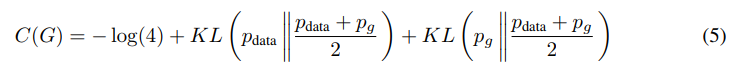 C(G) = − log(4) + KL ( p_data ‖ (p_data + p_g) / 2 ) + KL ( p_g ‖ (p_data + p_g) / 2 )    (5)